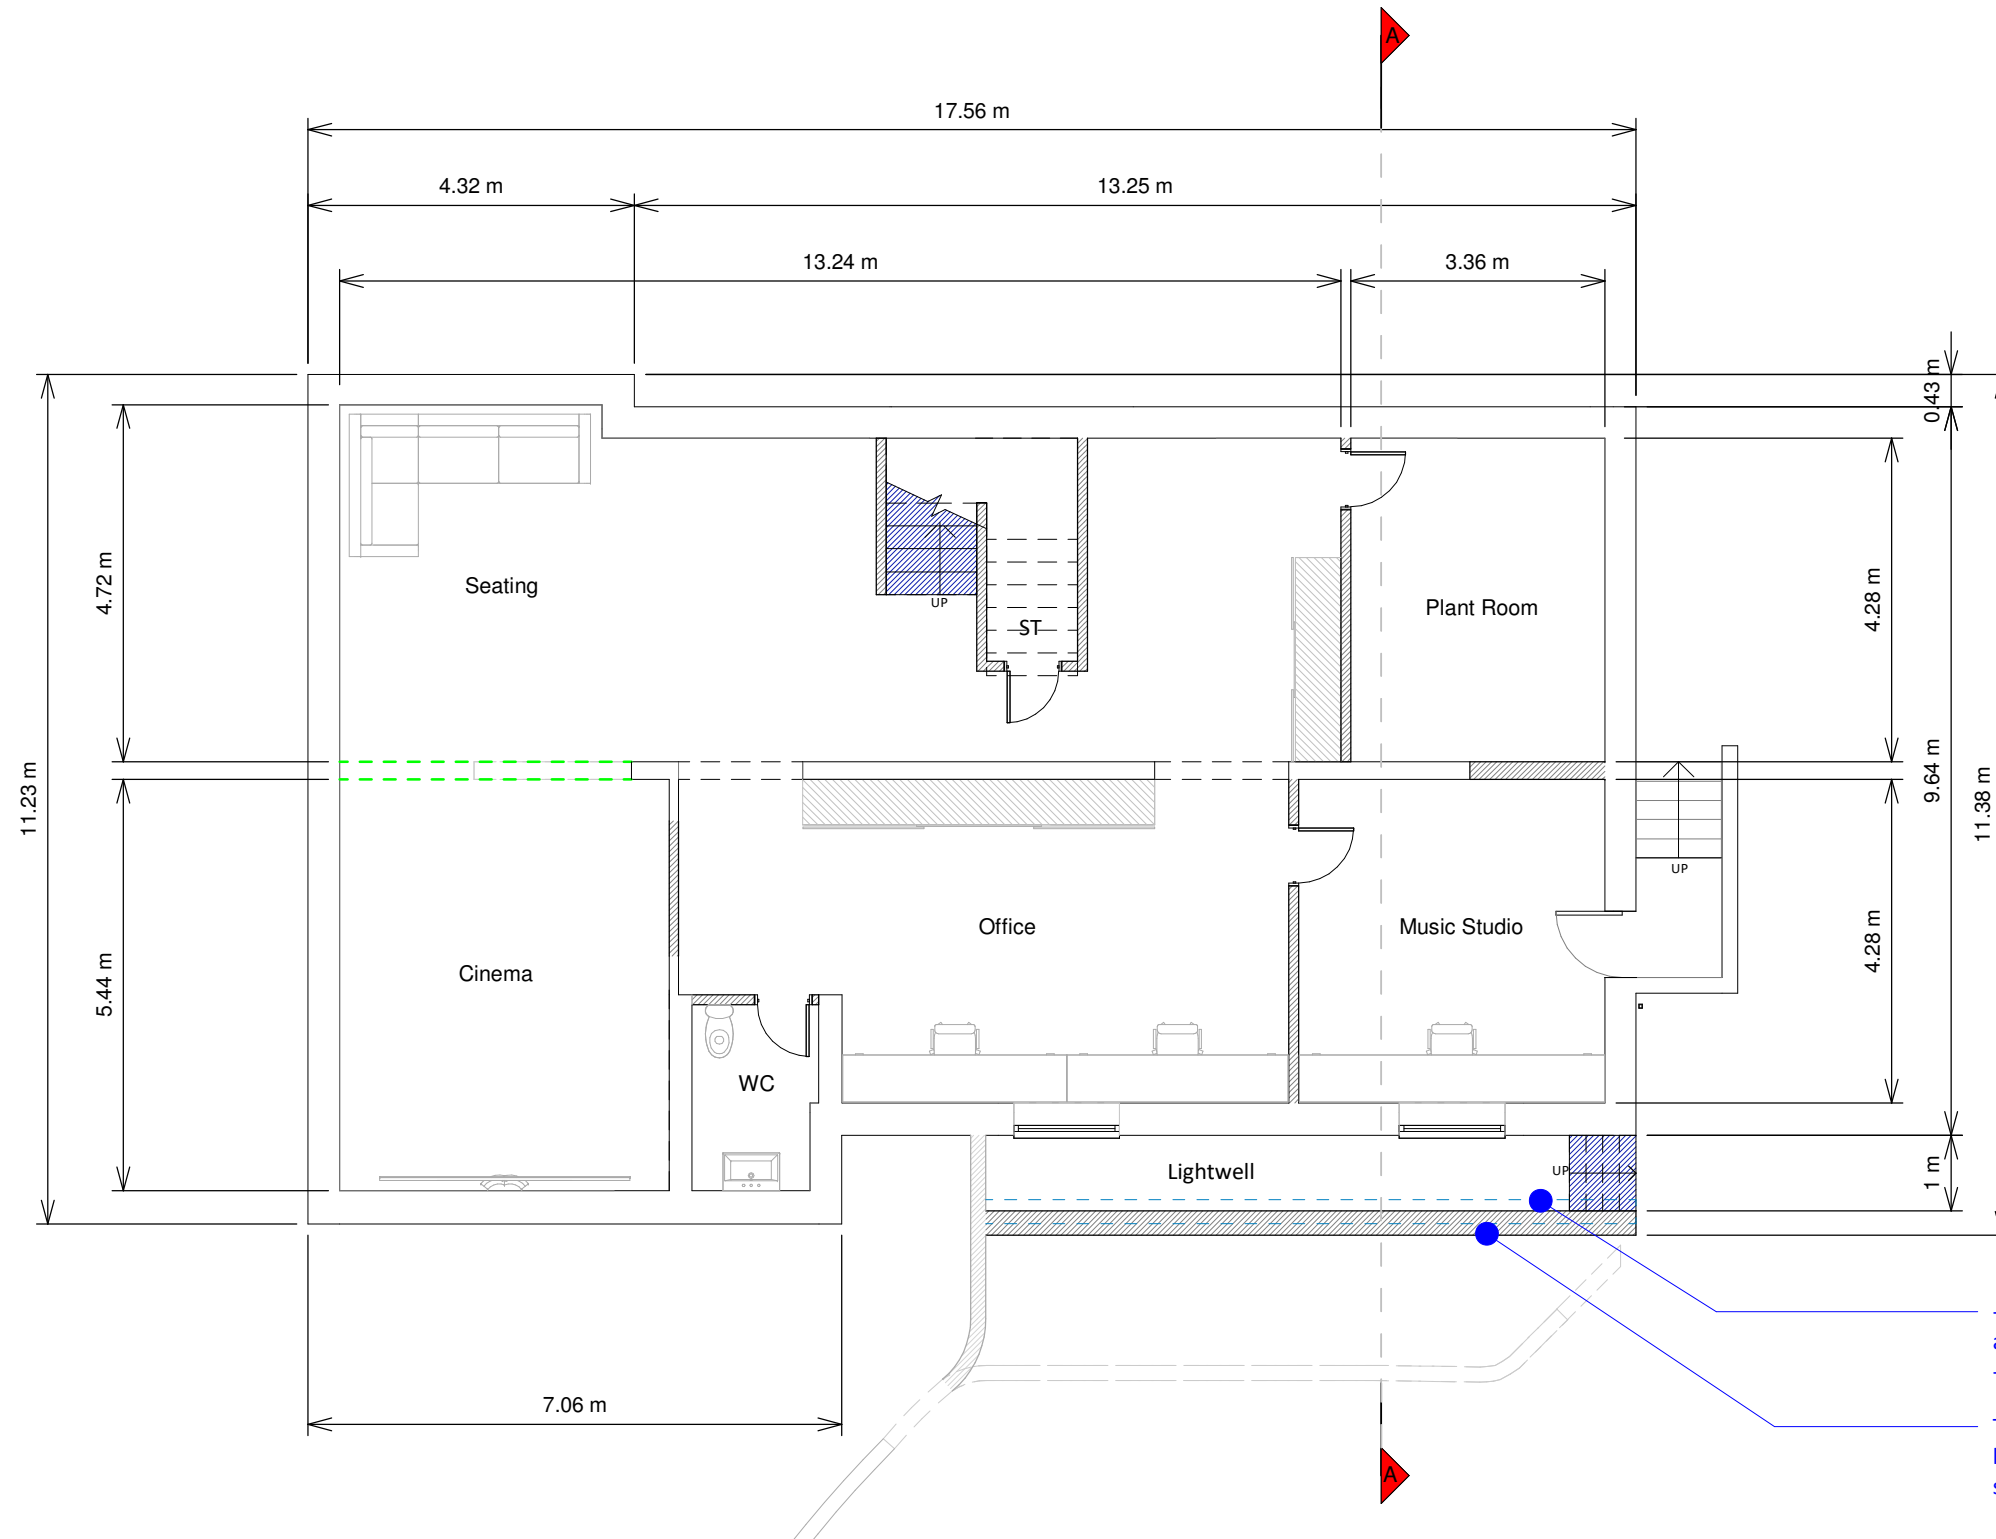 A
17.56 m
4.32 m
13.25 m
13.24 m
3.36 m
0.43 m
4.72 m
Seating
UP
ST
Plant Room
4.28 m
11.23 m
9.64 m
11.38 m
UP
5.44 m
Cinema
Office
Music Studio
4.28 m
WC
Lightwell
UP
1 m
7.06 m
A